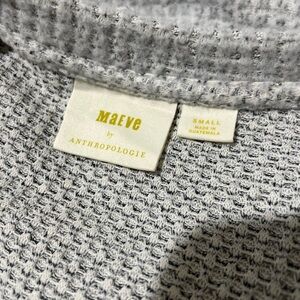 Maeve
by
ANTHROPOLOGIE
SMALL
MADE IN
GUATEMALA